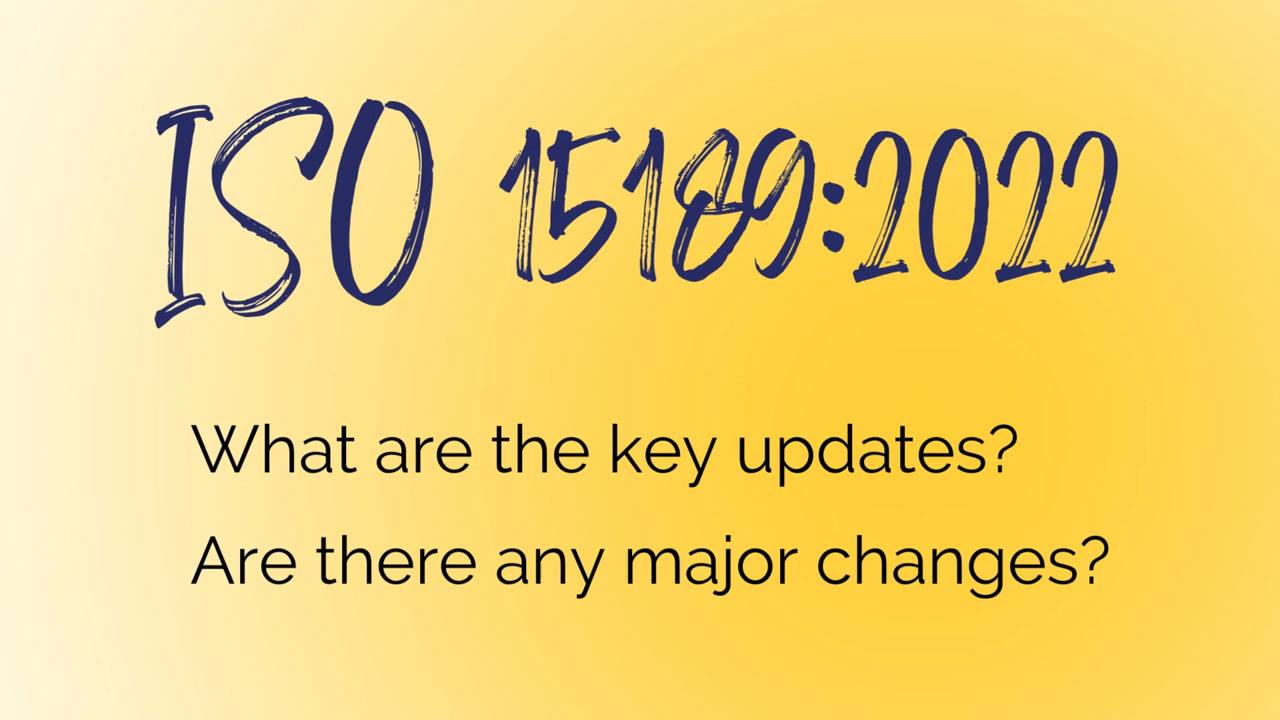 ISO 15189:2022
What are the key updates?
Are there any major changes?